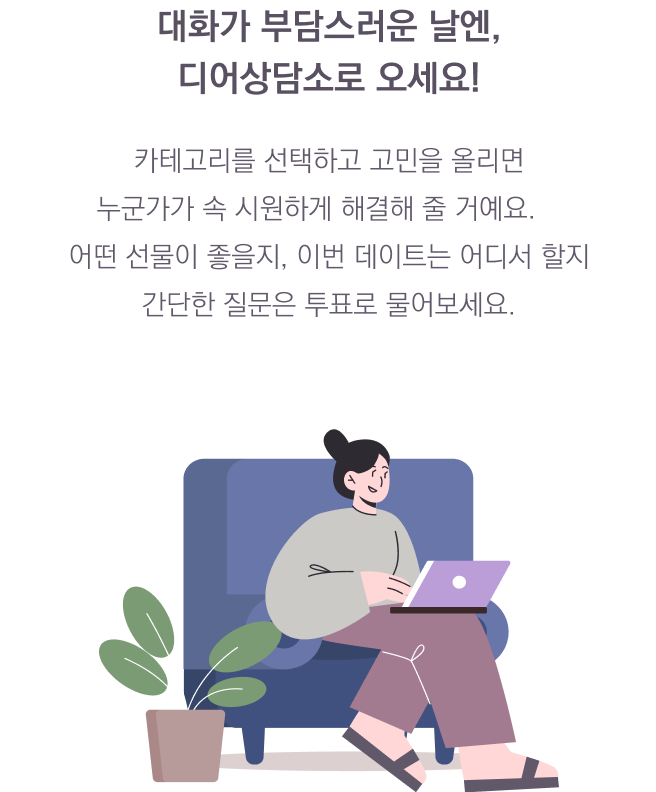 대화가 부담스러운 날엔,
디어상담소로 오세요!
카테고리를 선택하고 고민을 올리면
누군가가 속 시원하게 해결해 줄 거예요.
어떤 선물이 좋을지, 이번 데이트는 어디서 할지
간단한 질문은 투표로 물어보세요.